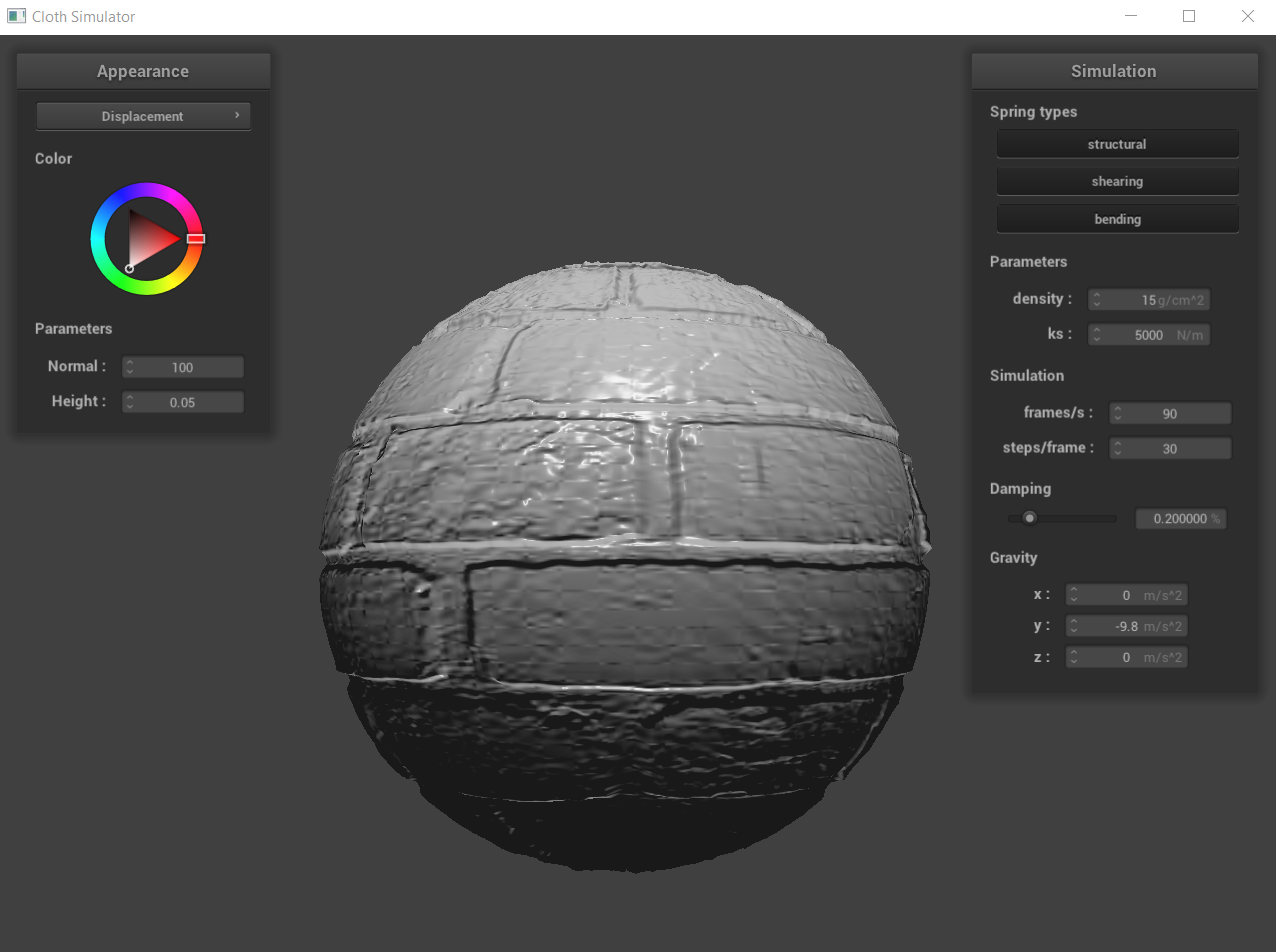 Cloth Simulator
Appearance
Displacement
Color
Parameters
Normal : 100
Height : 0.05
Simulation
Spring types
structural
shearing
bending
Parameters
density : 15 g/cm^2
ks : 5000 N/m
Simulation
frames/s : 90
steps/frame : 30
Damping
0.200000 %
Gravity
x : 0 m/s^2
y : -9.8 m/s^2
z : 0 m/s^2